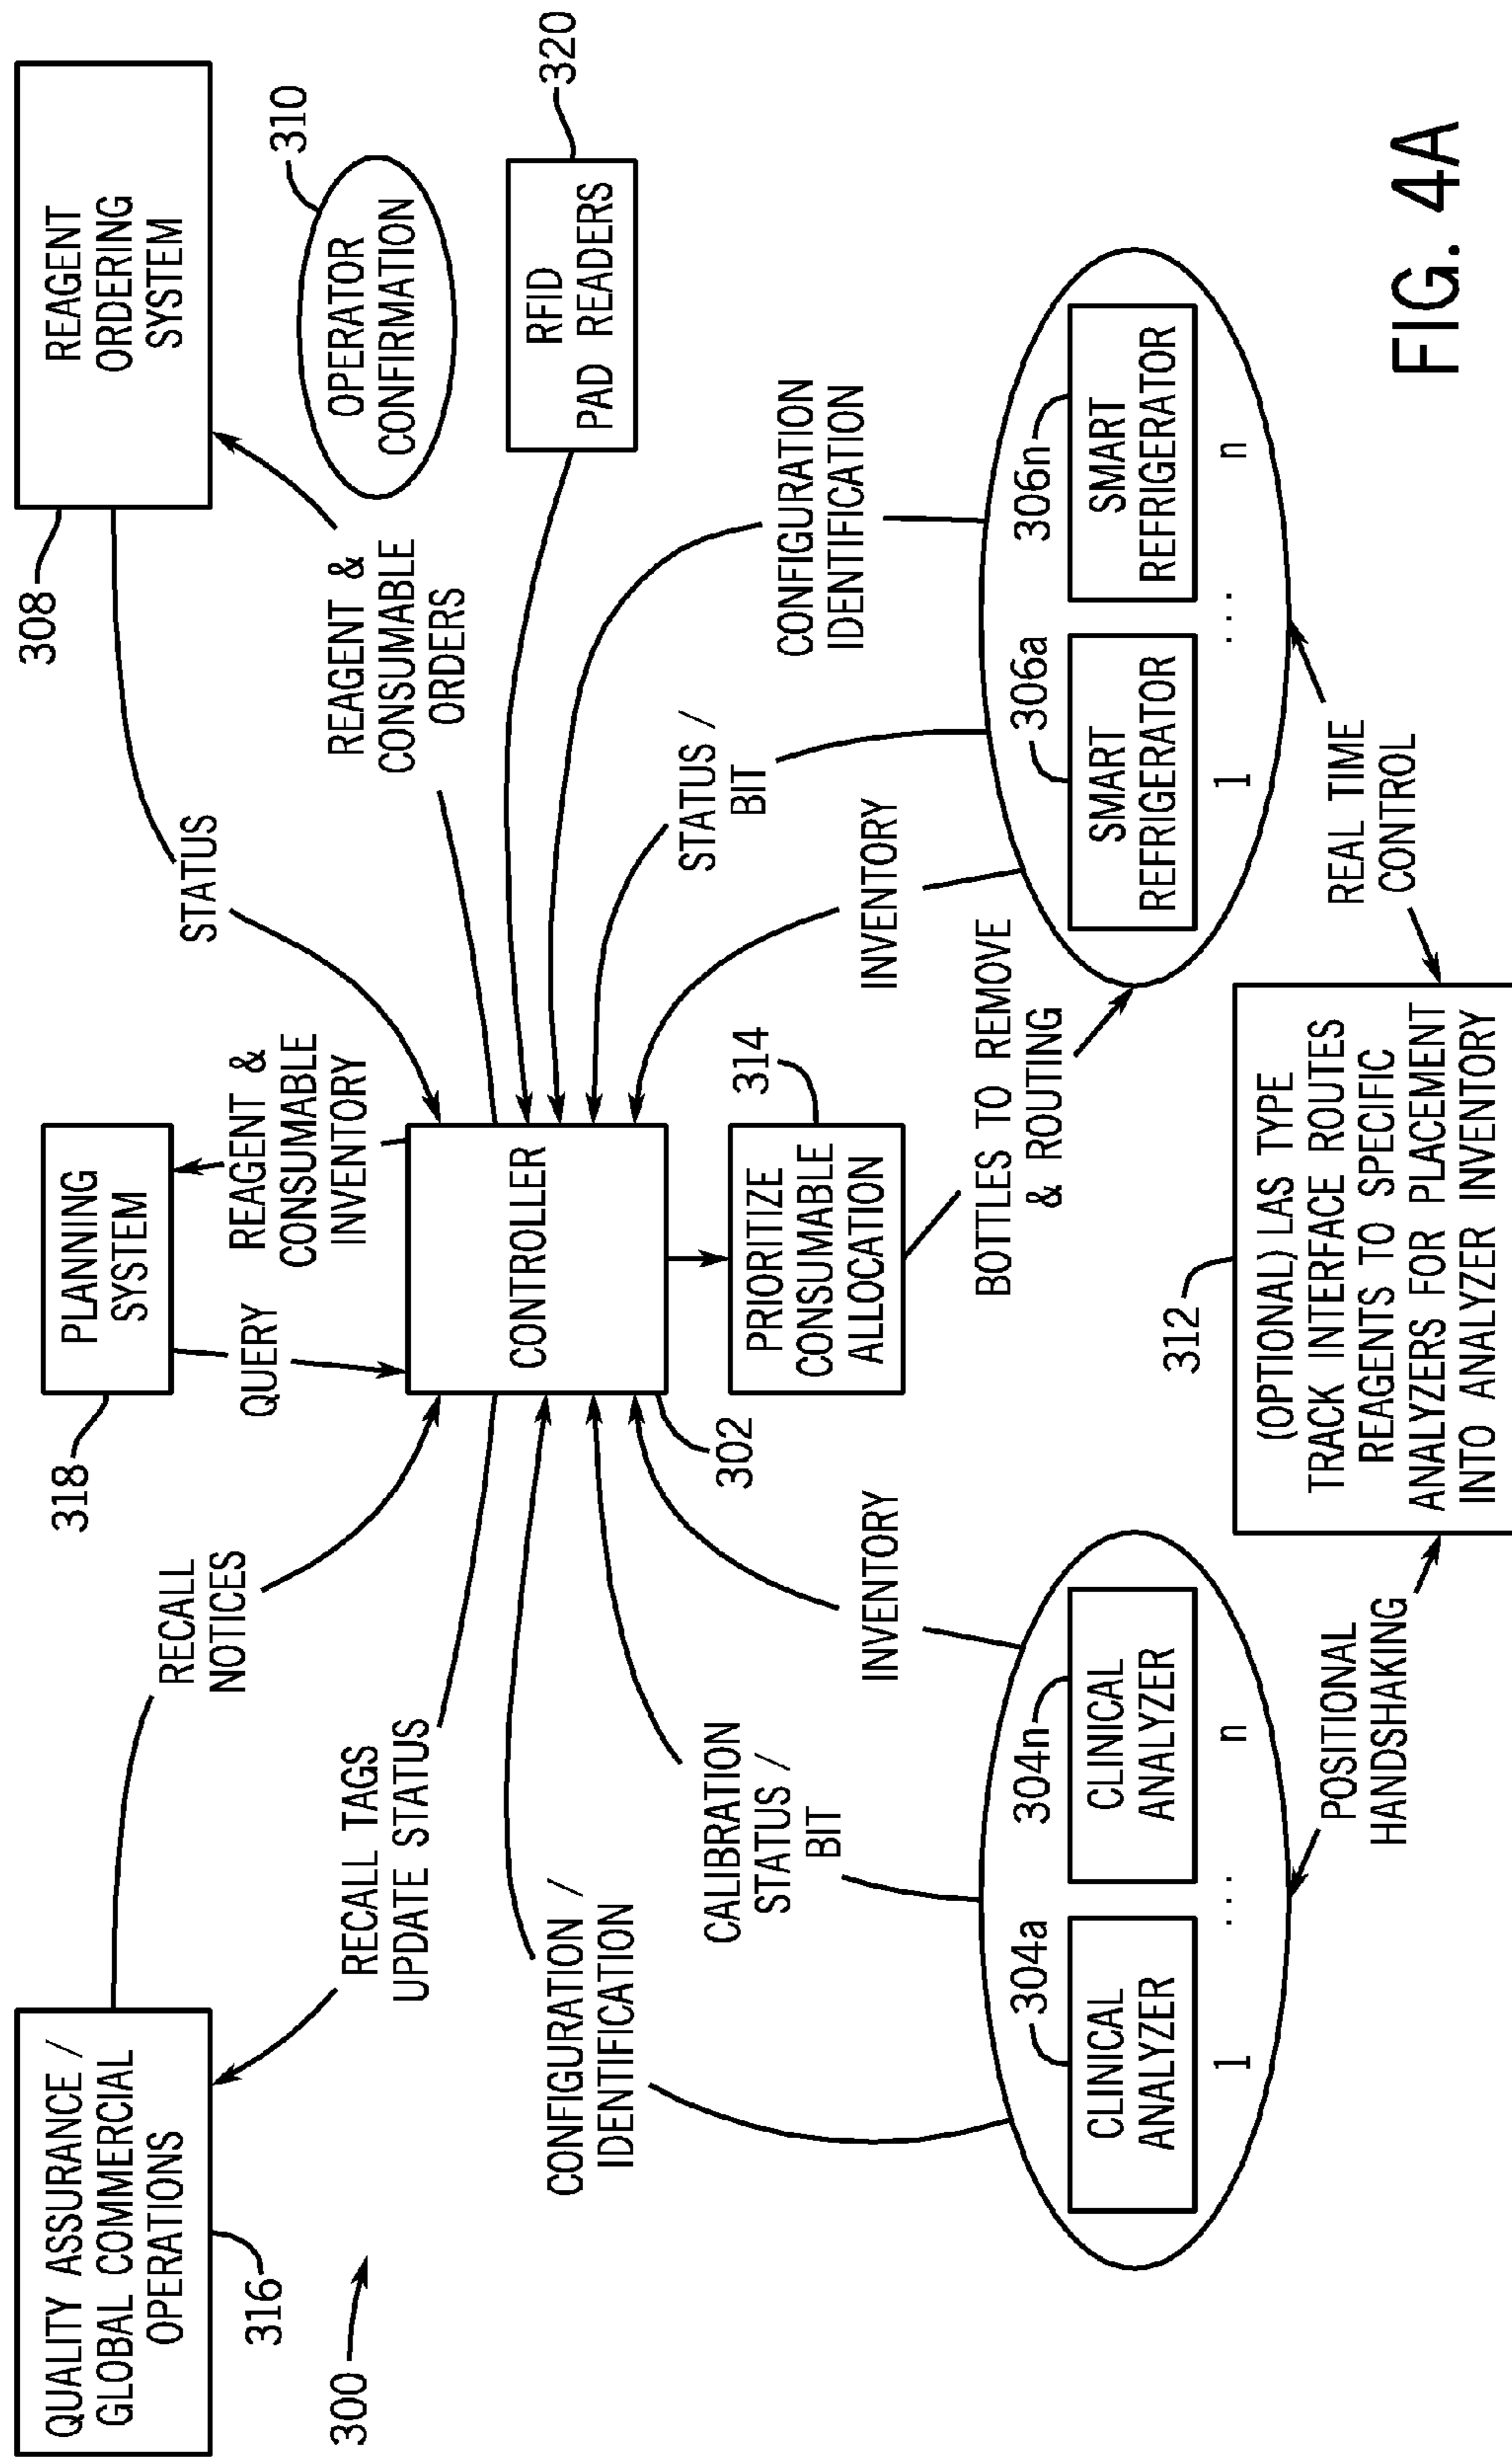 QUALITY ASSURANCE /
GLOBAL COMMERCIAL
OPERATIONS
316
300
RECALL
NOTICES
RECALL TAGS
UPDATE STATUS
318
PLANNING
SYSTEM
QUERY
REAGENT &
CONSUMABLE
INVENTORY
STATUS
308
REAGENT
ORDERING
SYSTEM
REAGENT &
CONSUMABLE
ORDERS
310
OPERATOR
CONFIRMATION
320
RFID
PAD READERS
CONTROLLER
302
CONFIGURATION /
IDENTIFICATION
CALIBRATION
STATUS /
BIT
INVENTORY
314
PRIORITIZE
CONSUMABLE
ALLOCATION
BOTTLES TO REMOVE
& ROUTING
INVENTORY
STATUS /
BIT
CONFIGURATION
IDENTIFICATION
304a
CLINICAL
ANALYZER
1
...
304n
CLINICAL
ANALYZER
n
306a
SMART
REFRIGERATOR
1
...
306n
SMART
REFRIGERATOR
n
POSITIONAL
HANDSHAKING
312
(OPTIONAL) LAS TYPE
TRACK INTERFACE ROUTES
REAGENTS TO SPECIFIC
ANALYZERS FOR PLACEMENT
INTO ANALYZER INVENTORY
REAL TIME
CONTROL
FIG. 4A